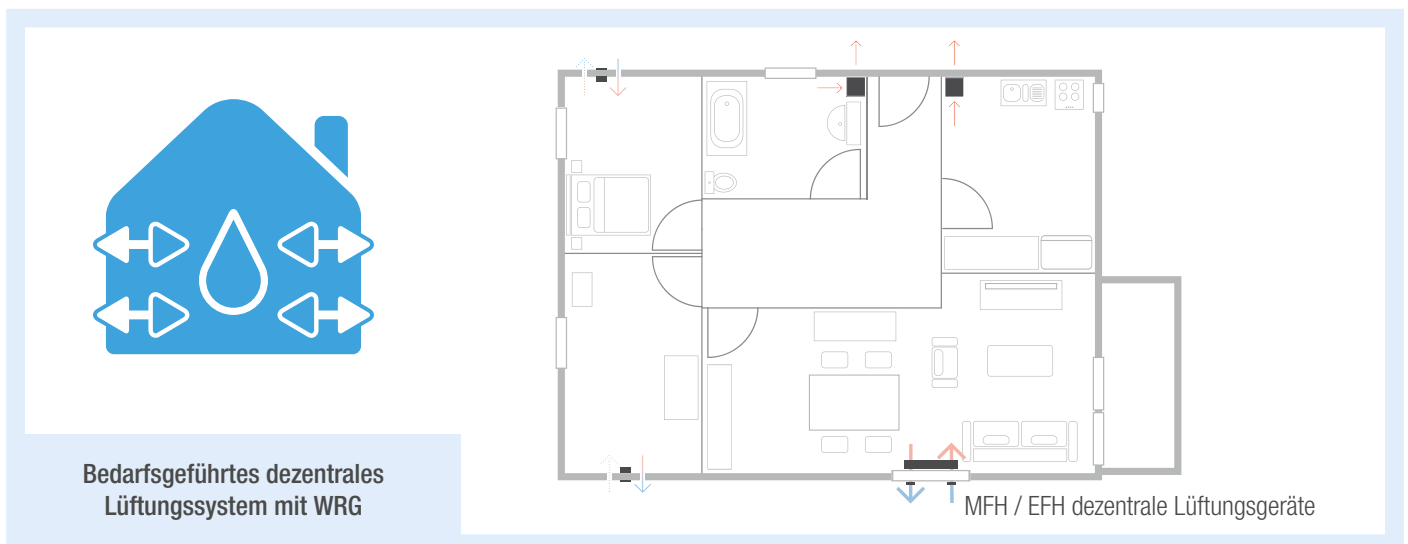 Bedarfsgeführtes dezentrales
Lüftungssystem mit WRG
MFH / EFH dezentrale Lüftungsgeräte